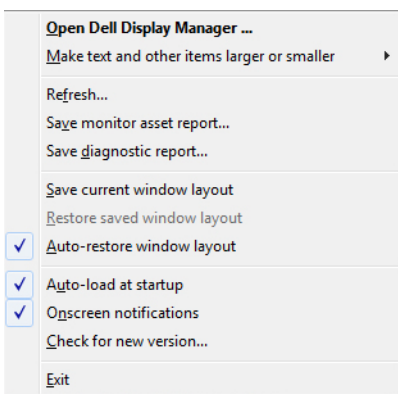 Open Dell Display Manager ...
Make text and other items larger or smaller
Refresh...
Save monitor asset report...
Save diagnostic report...
Save current window layout
Restore saved window layout
Auto-restore window layout
Auto-load at startup
Onscreen notifications
Check for new version...
Exit